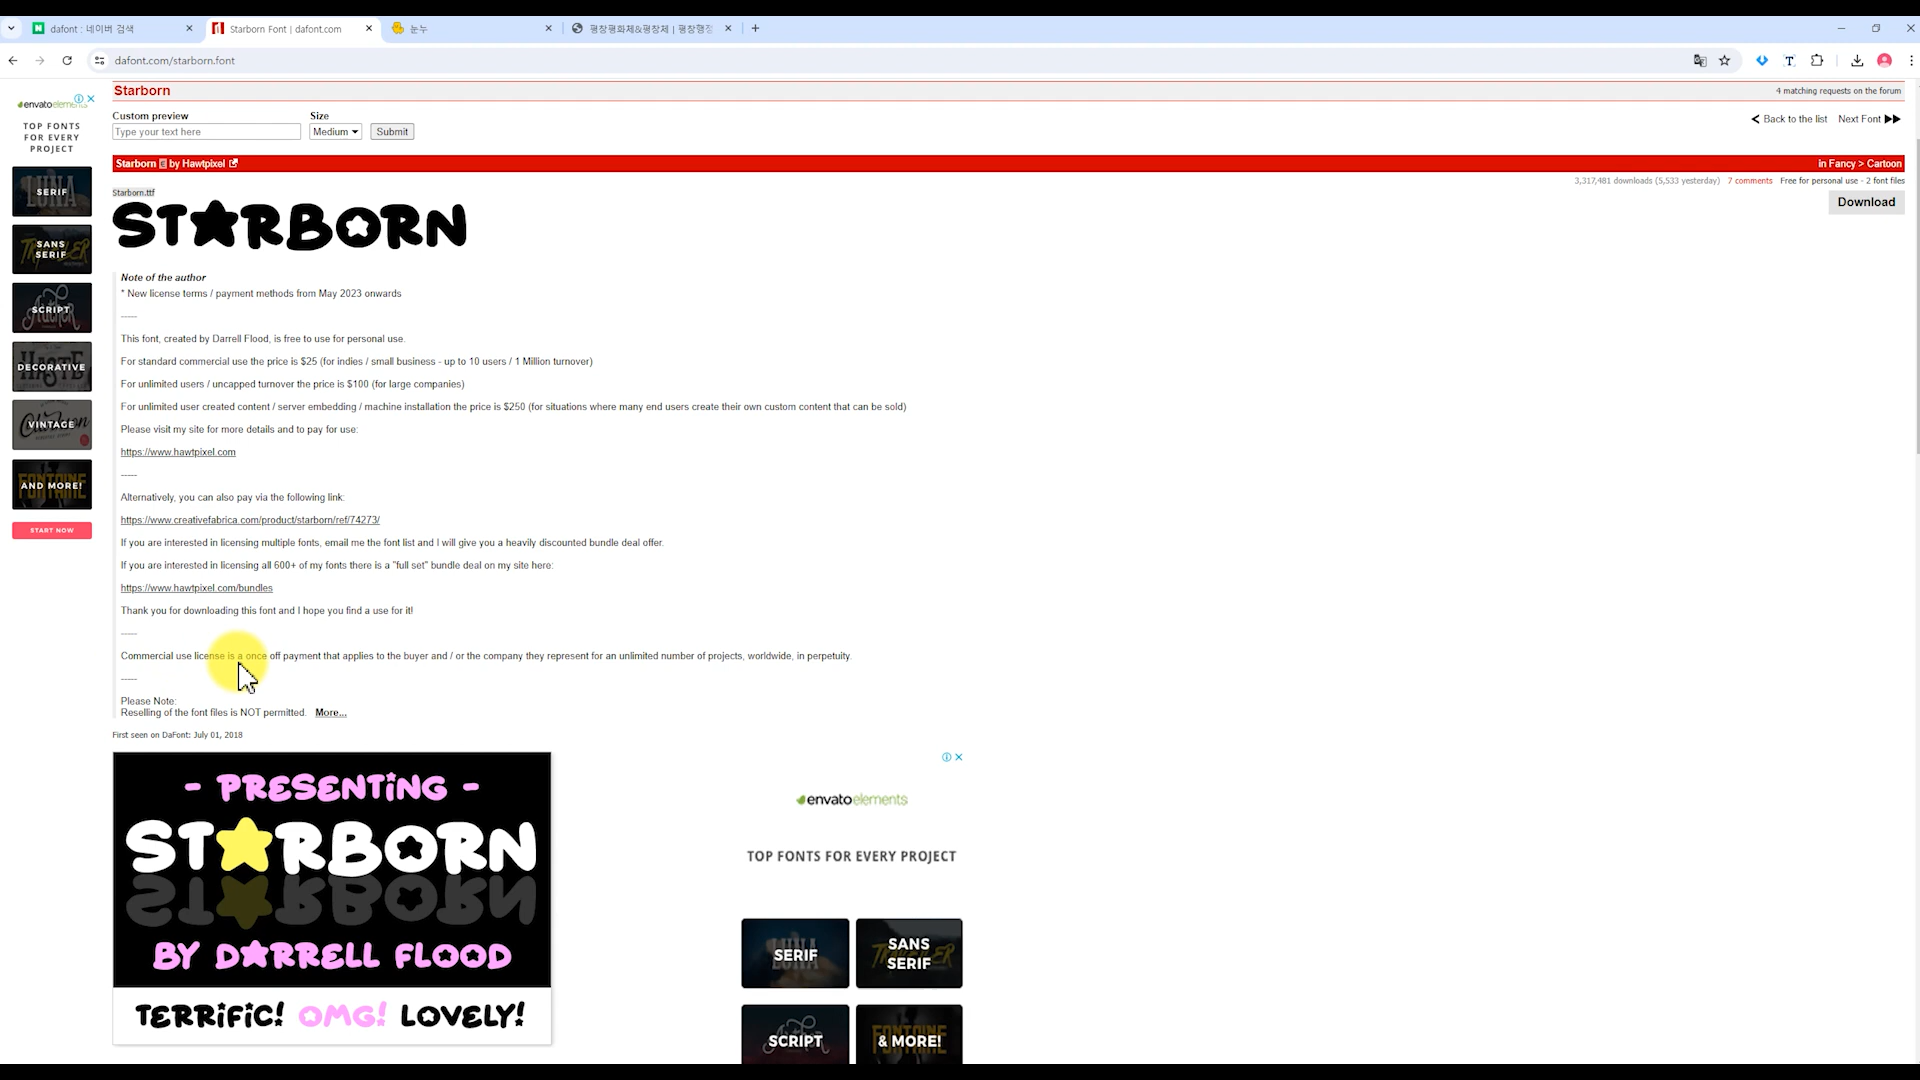 dafont : 네이버 검색
Starborn Font | dafont.com
눈누
평창평화체&평창체 | 평창행정
dafont.com/starborn.font
envato elements
TOP FONTS
FOR EVERY
PROJECT
SERIF
SANS
SERIF
SCRIPT
DECORATIVE
VINTAGE
AND MORE!
START NOW
Starborn
4 matching requests on the forum
Custom preview
Size
Type your text here
Medium
Submit
Back to the list
Next Font
Starborn € by Hawtpixel
in Fancy > Cartoon
3,317,481 downloads (5,533 yesterday)
7 comments
Free for personal use - 2 font files
Starborn.ttf
Download
STARBORN
Note of the author
* New license terms / payment methods from May 2023 onwards
-----
This font, created by Darrell Flood, is free to use for personal use.
For standard commercial use the price is $25 (for indies / small business - up to 10 users / 1 Million turnover)
For unlimited users / uncapped turnover the price is $100 (for large companies)
For unlimited user created content / server embedding / machine installation the price is $250 (for situations where many end users create their own custom content that can be sold)
Please visit my site for more details and to pay for use:
https://www.hawtpixel.com
-----
Alternatively, you can also pay via the following link:
https://www.creativefabrica.com/product/starborn/ref/74273/
If you are interested in licensing multiple fonts, email me the font list and I will give you a heavily discounted bundle deal offer.
If you are interested in licensing all 600+ of my fonts there is a "full set" bundle deal on my site here:
https://www.hawtpixel.com/bundles
Thank you for downloading this font and I hope you find a use for it!
-----
Commercial use license is a once off payment that applies to the buyer and / or the company they represent for an unlimited number of projects, worldwide, in perpetuity.
-----
Please Note:
Reselling of the font files is NOT permitted. More...
First seen on DaFont: July 01, 2018
- PRESENTING -
STARBORN
BY DARRELL FLOOD
TERRIFIC! OMG! LOVELY!
envato elements
TOP FONTS FOR EVERY PROJECT
SERIF
SANS
SERIF
SCRIPT
& MORE!